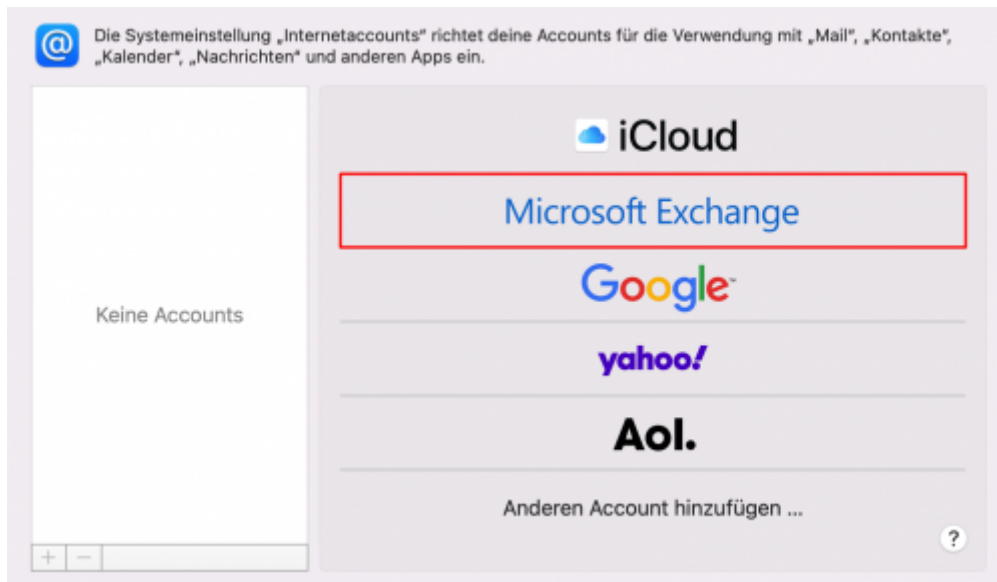 Die Systemeinstellung „Internetaccounts“ richtet deine Accounts für die Verwendung mit „Mail“, „Kontakte“,
„Kalender“, „Nachrichten“ und anderen Apps ein.
iCloud
Microsoft Exchange
Google
Keine Accounts
yahoo!
Aol.
Anderen Account hinzufügen ...
?
+ −